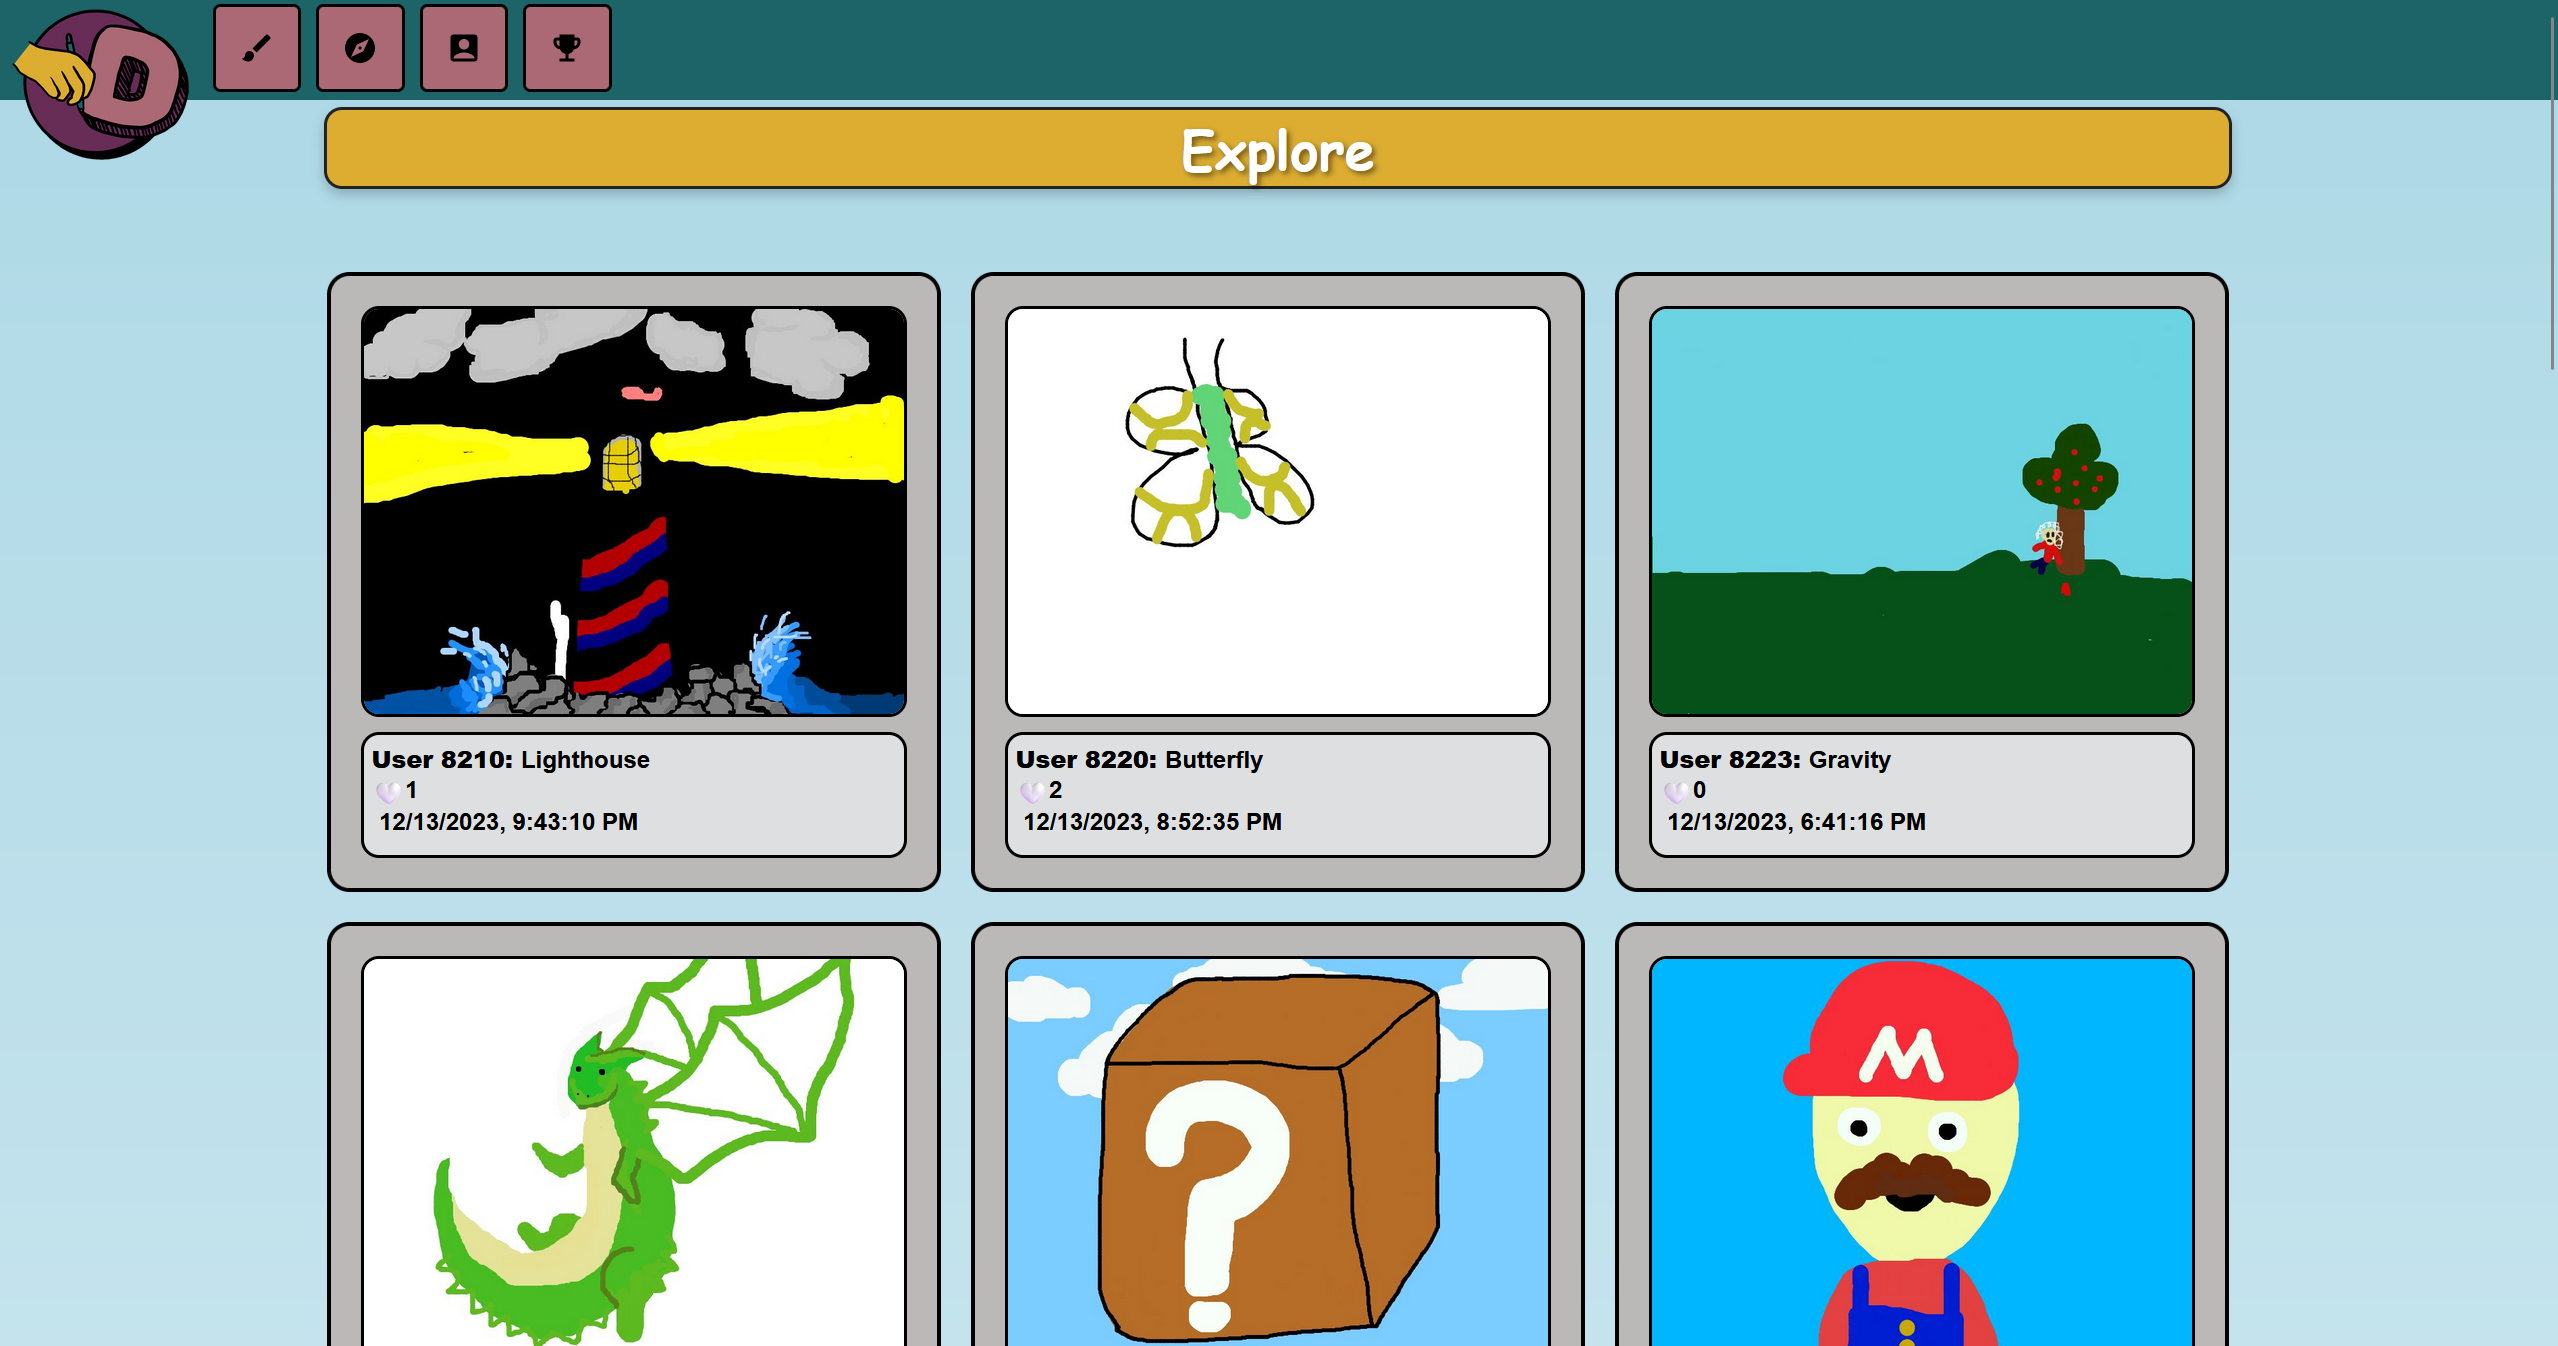 D
Explore
User 8210: Lighthouse
1
12/13/2023, 9:43:10 PM
User 8220: Butterfly
2
12/13/2023, 8:52:35 PM
User 8223: Gravity
0
12/13/2023, 6:41:16 PM
?
M